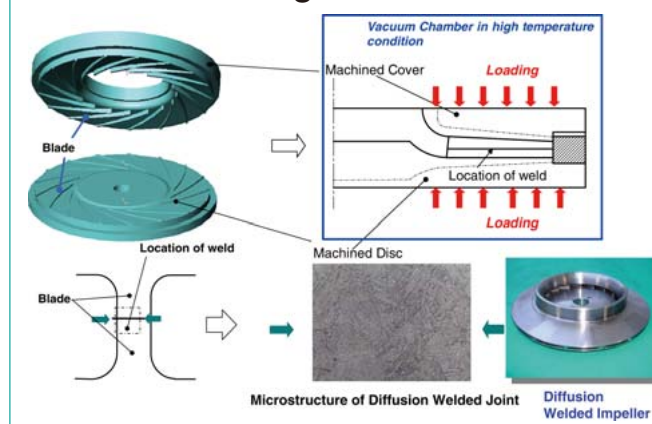 Vacuum Chamber in high temperature
condition
Machined Cover
Loading
Blade
Location of weld
Loading
Machined Disc
Location of weld
Blade
Microstructure of Diffusion Welded Joint
Diffusion
Welded Impeller